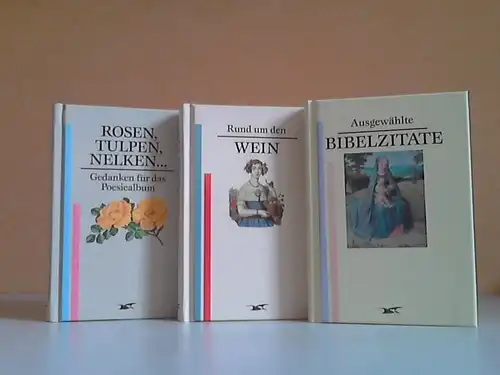 ROSEN,
TULPEN,
NELKEN...
Gedanken für das
Poesiealbum
Rund um den
WEIN
Ausgewählte
BIBELZITATE